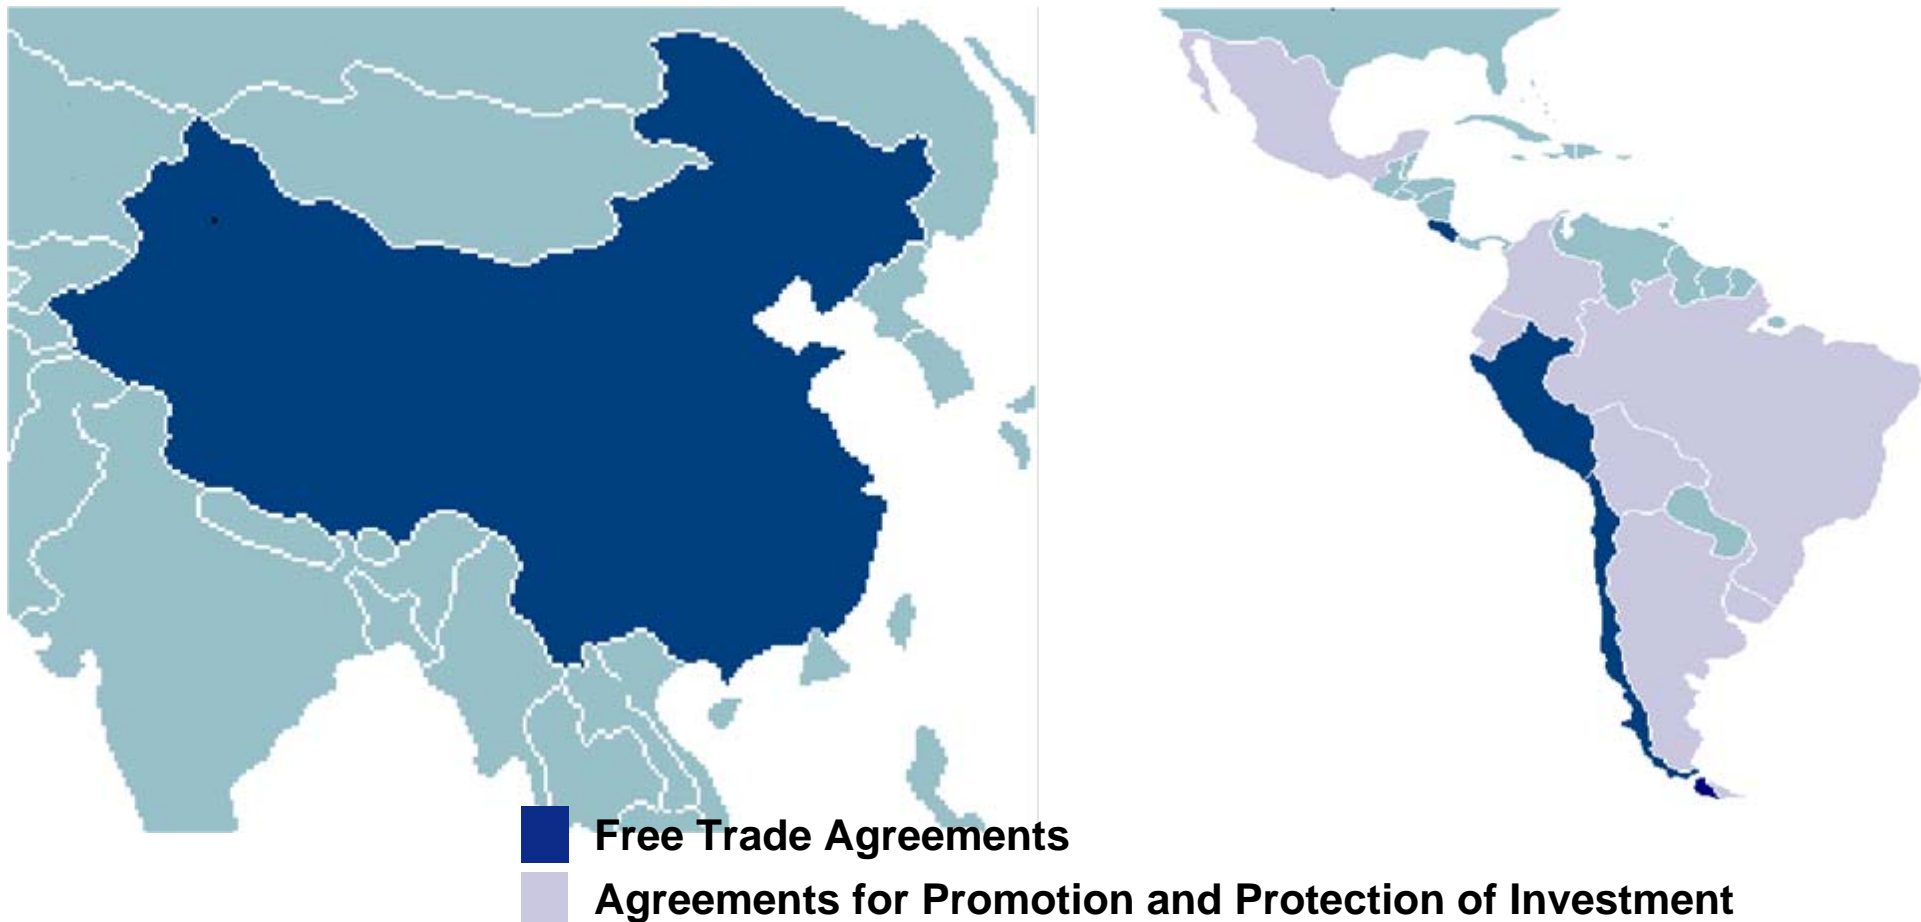 Free Trade Agreements
Agreements for Promotion and Protection of Investment